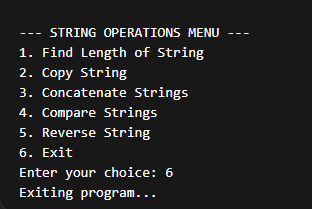 --- STRING OPERATIONS MENU ---
1. Find Length of String
2. Copy String
3. Concatenate Strings
4. Compare Strings
5. Reverse String
6. Exit
Enter your choice: 6
Exiting program...